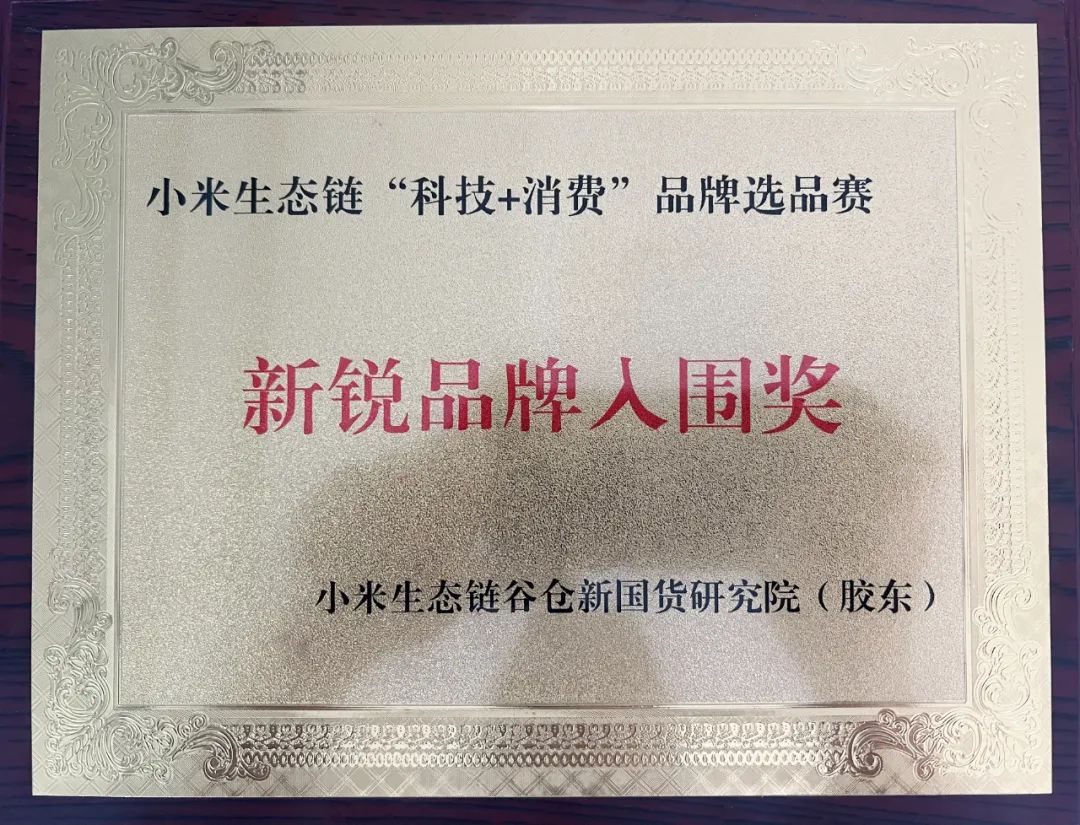 小米生态链“科技+消费”品牌选品赛
新锐品牌入围奖
小米生态链谷仓新国货研究院（胶东）